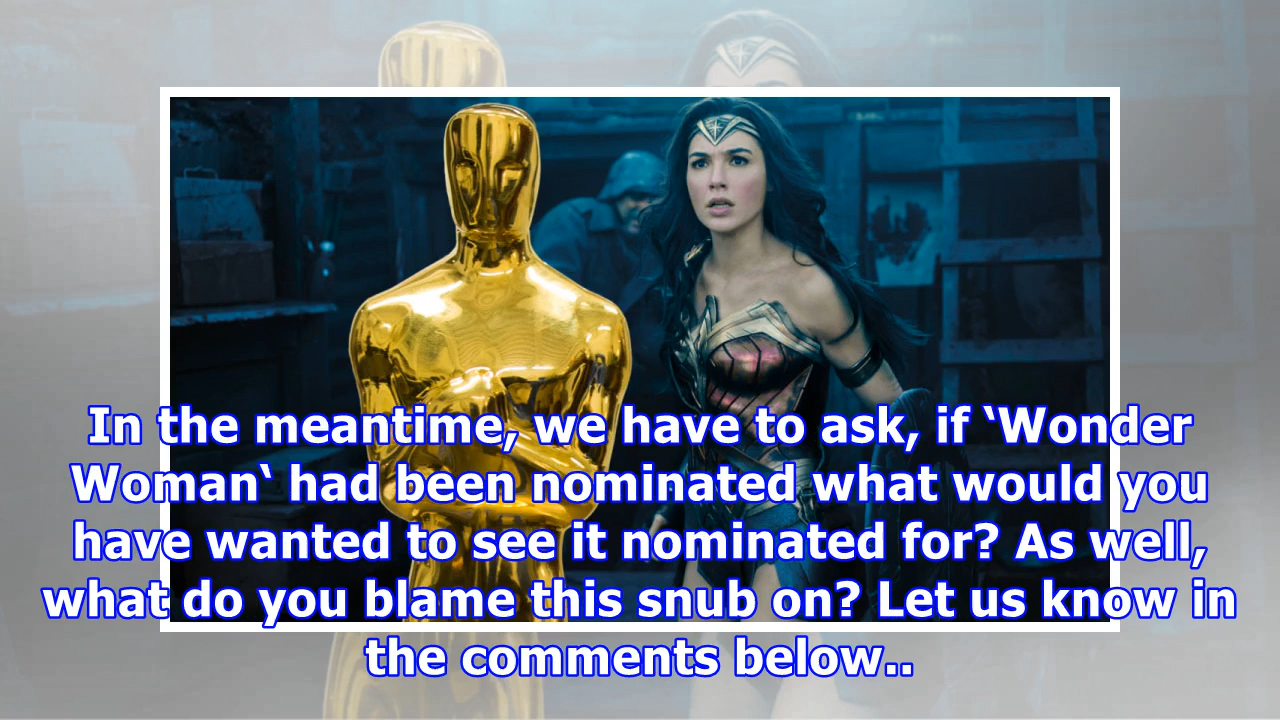 In the meantime, we have to ask, if ‘Wonder
Woman‘ had been nominated what would you
have wanted to see it nominated for? As well,
what do you blame this snub on? Let us know in
the comments below..